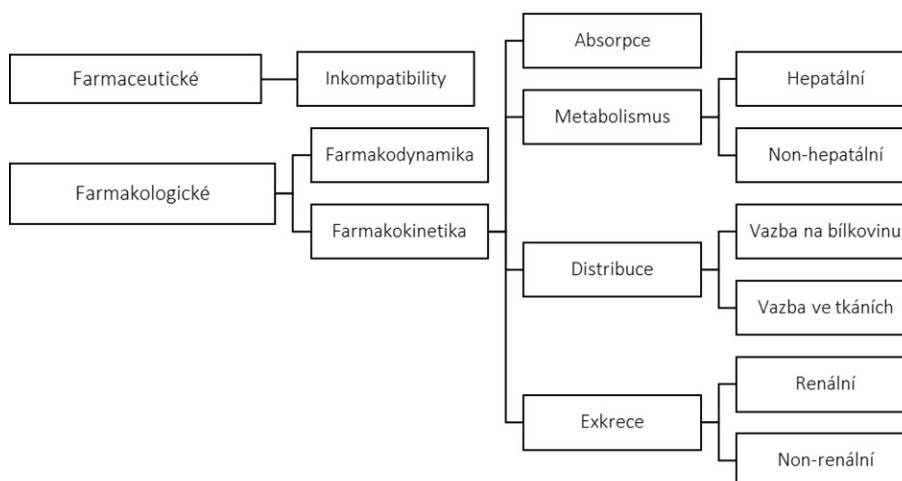 Farmaceutické
Inkompatibility
Farmakologické
Farmakodynamika
Farmakokinetika
Absorpce
Metabolismus
Hepatální
Non-hepatální
Distribuce
Vazba na bílkovinu
Vazba ve tkáních
Exkrece
Renální
Non-renální